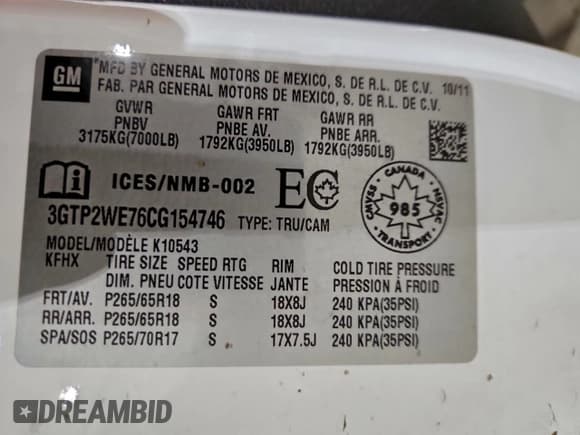 GM
*MFD BY GENERAL MOTORS DE MEXICO, S. DE R.L. DE C.V. 10/11
FAB. PAR GENERAL MOTORS DE MEXICO, S. DE R.L. DE C.V.
GVWR GAWR FRT GAWR RR
PNBV PNBE AV. PNBE ARR.
3175KG(7000LB) 1792KG(3950LB) 1792KG(3950LB)
i ICES/NMB-002 EC
CANADA
CMVSS NSVAC
985
TRANSPORT
3GTP2WE76CG154746 TYPE: TRU/CAM
MODEL/MODÈLE K10543
KFHX TIRE SIZE SPEED RTG RIM COLD TIRE PRESSURE
DIM. PNEU COTE VITESSE JANTE PRESSION À FROID
FRT/AV. P265/65R18 S 18X8J 240 KPA(35PSI)
RR/ARR. P265/65R18 S 18X8J 240 KPA(35PSI)
SPA/SOS P265/70R17 S 17X7.5J 240 KPA(35PSI)
DREAMBID